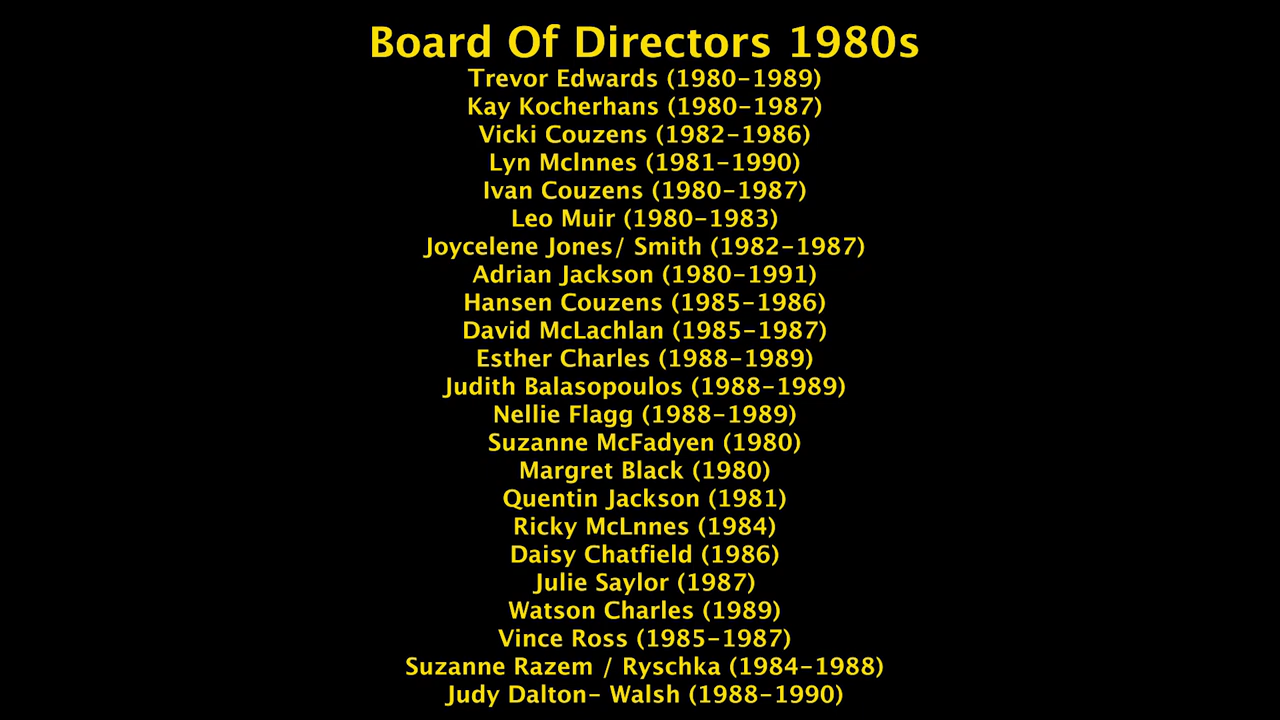 Board Of Directors 1980s
Trevor Edwards (1980-1989)
Kay Kocherhans (1980-1987)
Vicki Couzens (1982-1986)
Lyn McInnes (1981-1990)
Ivan Couzens (1980-1987)
Leo Muir (1980-1983)
Joycelene Jones/ Smith (1982-1987)
Adrian Jackson (1980-1991)
Hansen Couzens (1985-1986)
David McLachlan (1985-1987)
Esther Charles (1988-1989)
Judith Balasopoulos (1988-1989)
Nellie Flagg (1988-1989)
Suzanne McFadyen (1980)
Margret Black (1980)
Quentin Jackson (1981)
Ricky McLnnes (1984)
Daisy Chatfield (1986)
Julie Saylor (1987)
Watson Charles (1989)
Vince Ross (1985-1987)
Suzanne Razem / Ryschka (1984-1988)
Judy Dalton- Walsh (1988-1990)